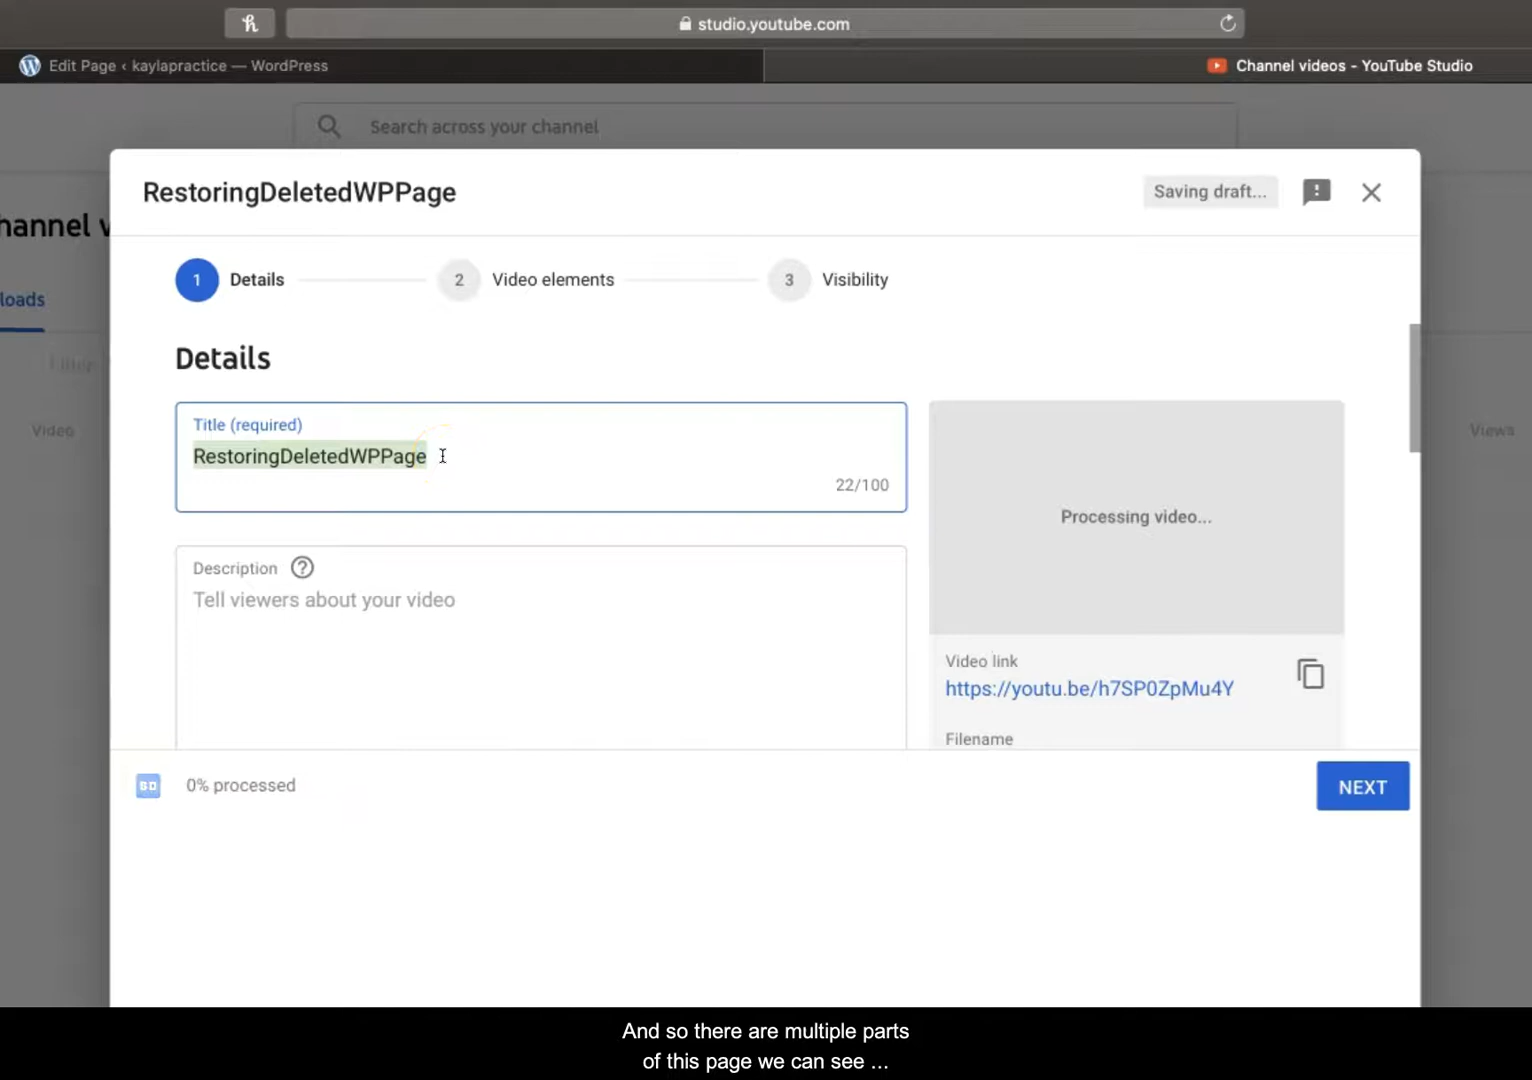 studio.youtube.com
Edit Page ‹ kaylapractice — WordPress
Channel videos - YouTube Studio
Search across your channel
RestoringDeletedWPPage
Saving draft...
hannel v
1 Details
2 Video elements
3 Visibility
loads
Details
Filter
Title (required)
RestoringDeletedWPPage
22/100
Video
Views
Processing video...
Description
Tell viewers about your video
Video link
https://youtu.be/h7SP0ZpMu4Y
Filename
0% processed
NEXT
And so there are multiple parts
of this page we can see ...